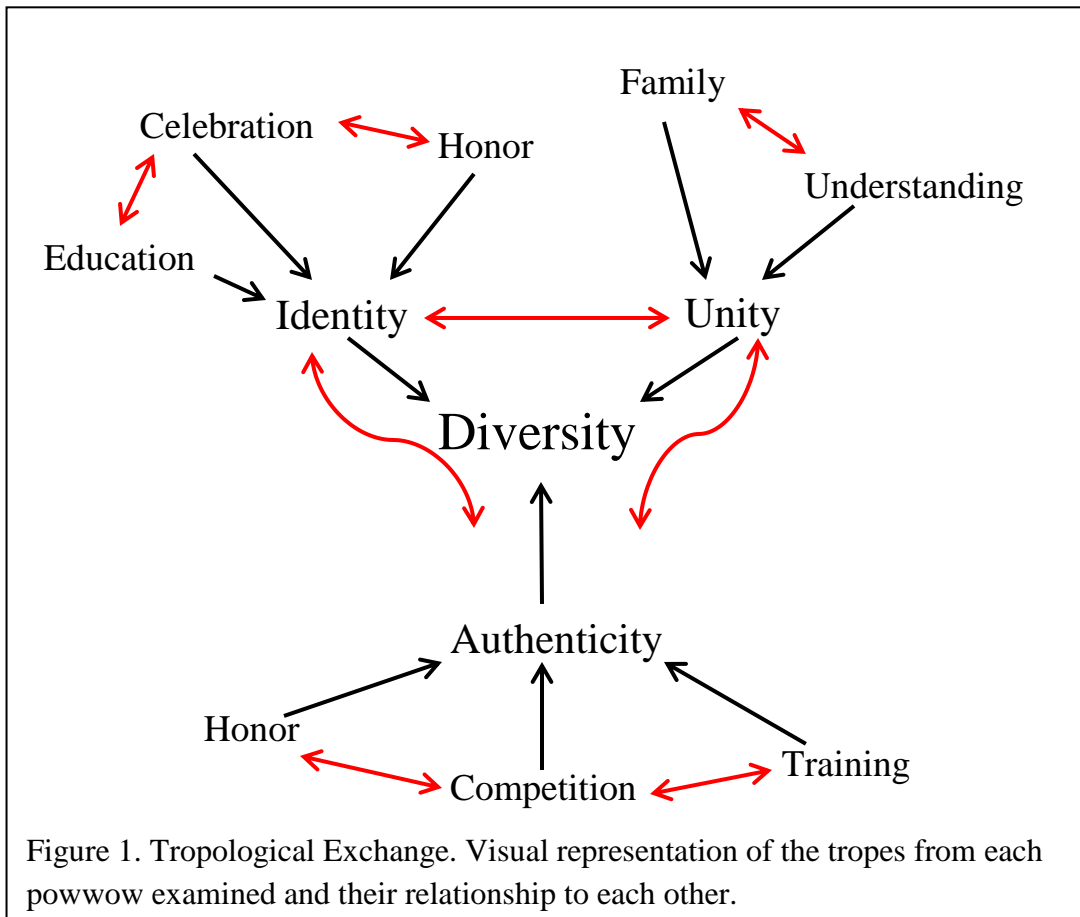 Family
Celebration
Honor
Understanding
Education
Identity
Unity
Diversity
Authenticity
Honor
Training
Competition
Figure 1. Tropological Exchange. Visual representation of the tropes from each
powwow examined and their relationship to each other.